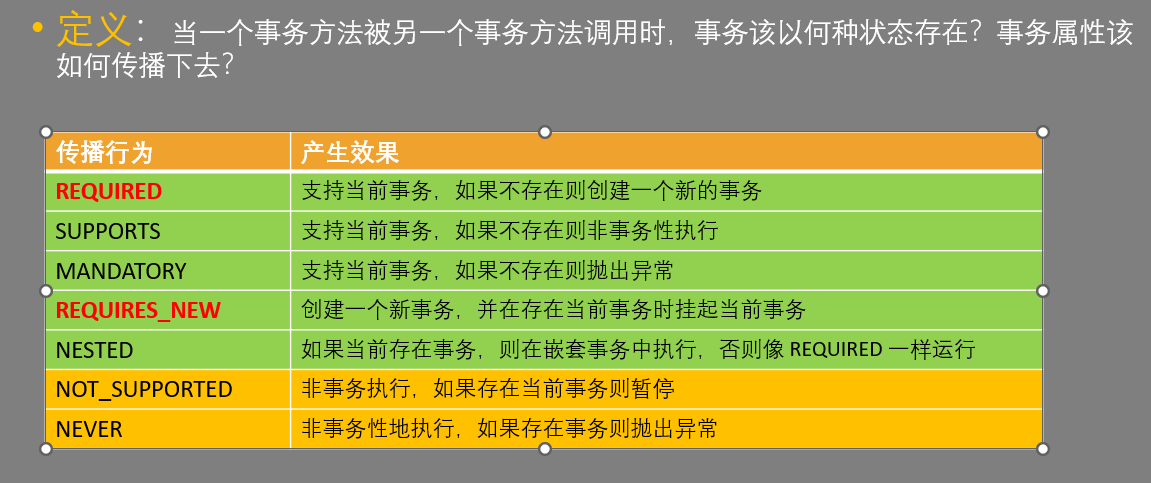 • 定义： 当一个事务方法被另一个事务方法调用时，事务该以何种状态存在？事务属性该
如何传播下去？
传播行为 产生效果
REQUIRED 支持当前事务，如果不存在则创建一个新的事务
SUPPORTS 支持当前事务，如果不存在则非事务性执行
MANDATORY 支持当前事务，如果不存在则抛出异常
REQUIRES_NEW 创建一个新事务，并在存在当前事务时挂起当前事务
NESTED 如果当前存在事务，则在嵌套事务中执行，否则像 REQUIRED 一样运行
NOT_SUPPORTED 非事务执行，如果存在当前事务则暂停
NEVER 非事务性地执行，如果存在事务则抛出异常